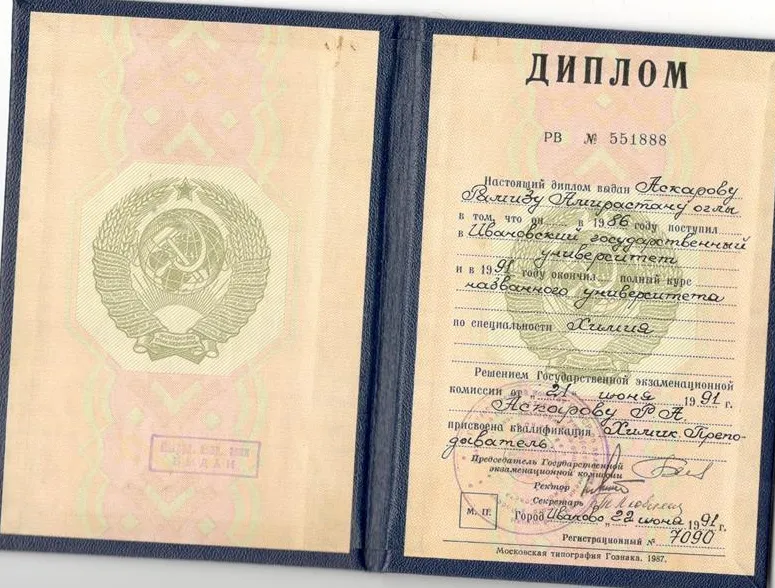 ДИПЛОМ
РВ № 551888
Настоящий диплом выдан Аскарову
Рамизу Амирастану оглы
в том, что он в 1986 году поступил
в Ивановский государственный
университет
и в 1991 году окончил полный курс
названного университета
по специальности Химия
Решением Государственной экзаменационной
комиссии от „21 июня 1991 г.
Аскарову Р А
присвоена квалификация Химик. Препо-
даватель
Председатель Государственной
экзаменационной комиссии
Ректор
Секретарь
М. П.
Город Иваново „22 июня 1991 г.
Регистрационный № 7090
Московская типография Гознака. 1987.